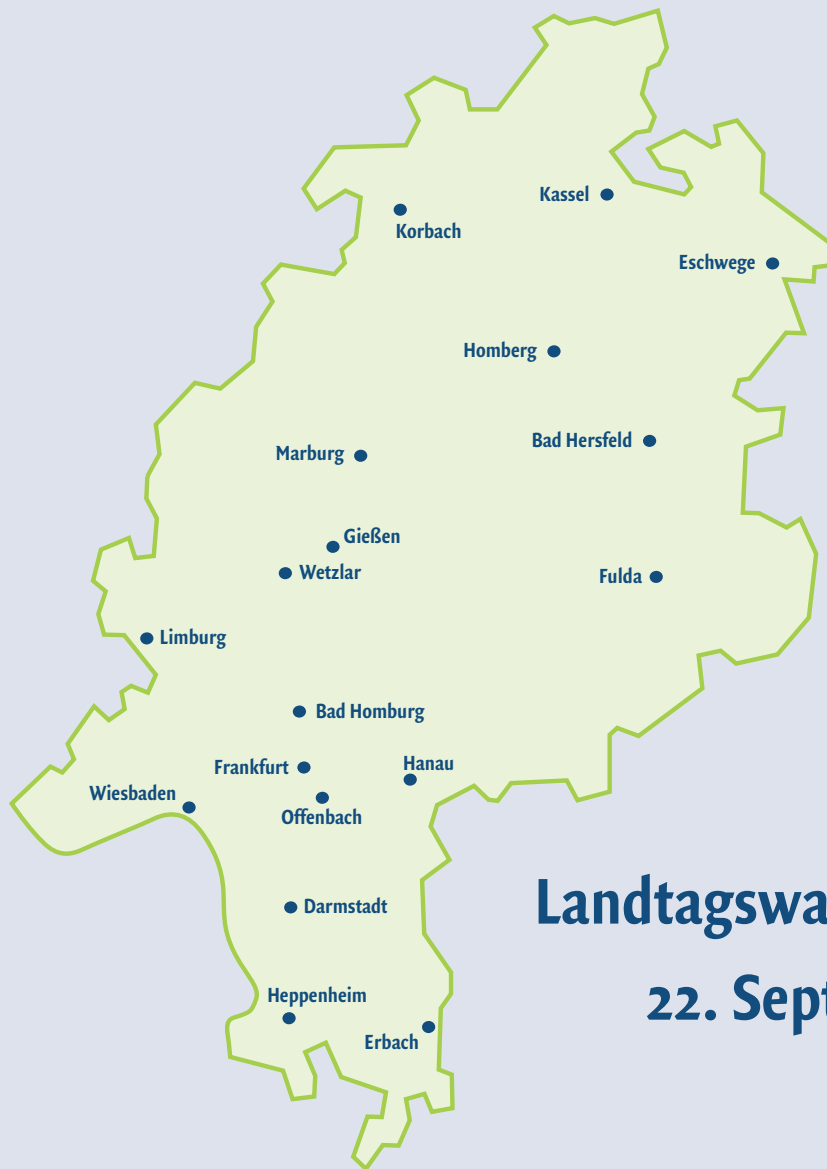 Kassel
Korbach
Eschwege
Homberg
Bad Hersfeld
Marburg
Gießen
Wetzlar
Fulda
Limburg
Bad Homburg
Frankfurt
Hanau
Wiesbaden
Offenbach
Landtagswa
Darmstadt
22. Sept
Heppenheim
Erbach